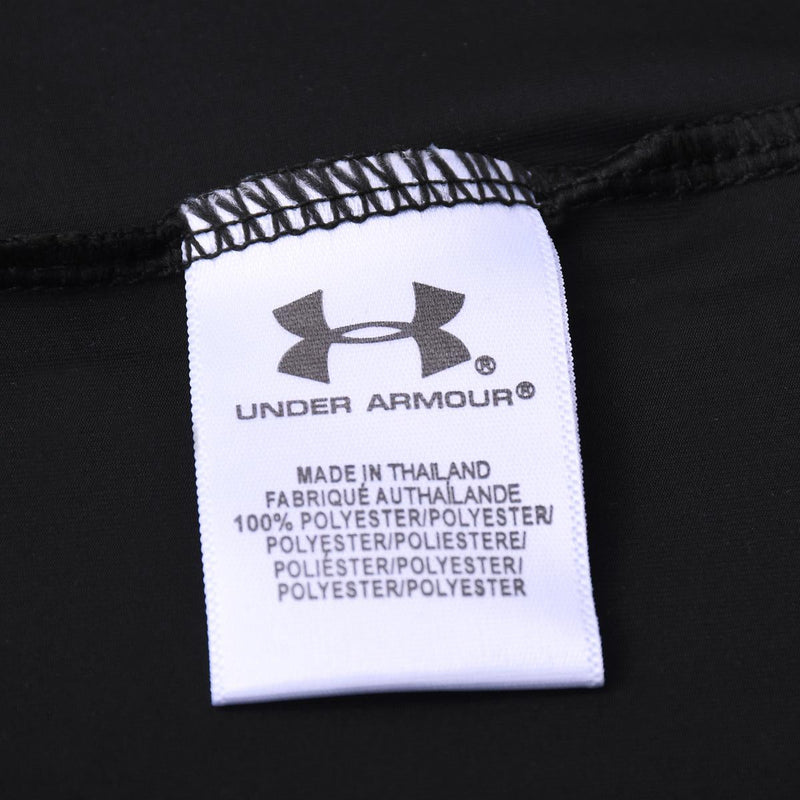 ®
UNDER ARMOUR®
MADE IN THAILAND
FABRIQUÉ AUTHAÏLANDE
100% POLYESTER/POLYESTER/
POLYESTER/POLIESTERE/
POLIÉSTER/POLYESTER/
POLYESTER/POLYESTER